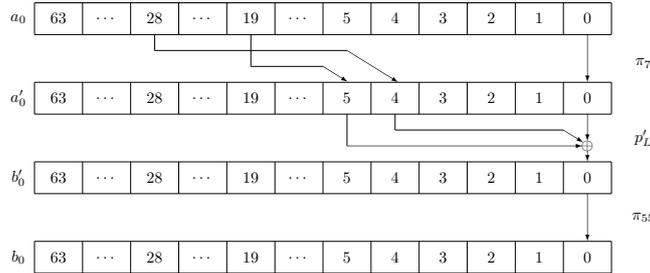 a₀ 63 ⋯ 28 ⋯ 19 ⋯ 5 4 3 2 1 0
π₇
a′₀ 63 ⋯ 28 ⋯ 19 ⋯ 5 4 3 2 1 0
p′_L
b′₀ 63 ⋯ 28 ⋯ 19 ⋯ 5 4 3 2 1 0
π₅₅
b₀ 63 ⋯ 28 ⋯ 19 ⋯ 5 4 3 2 1 0